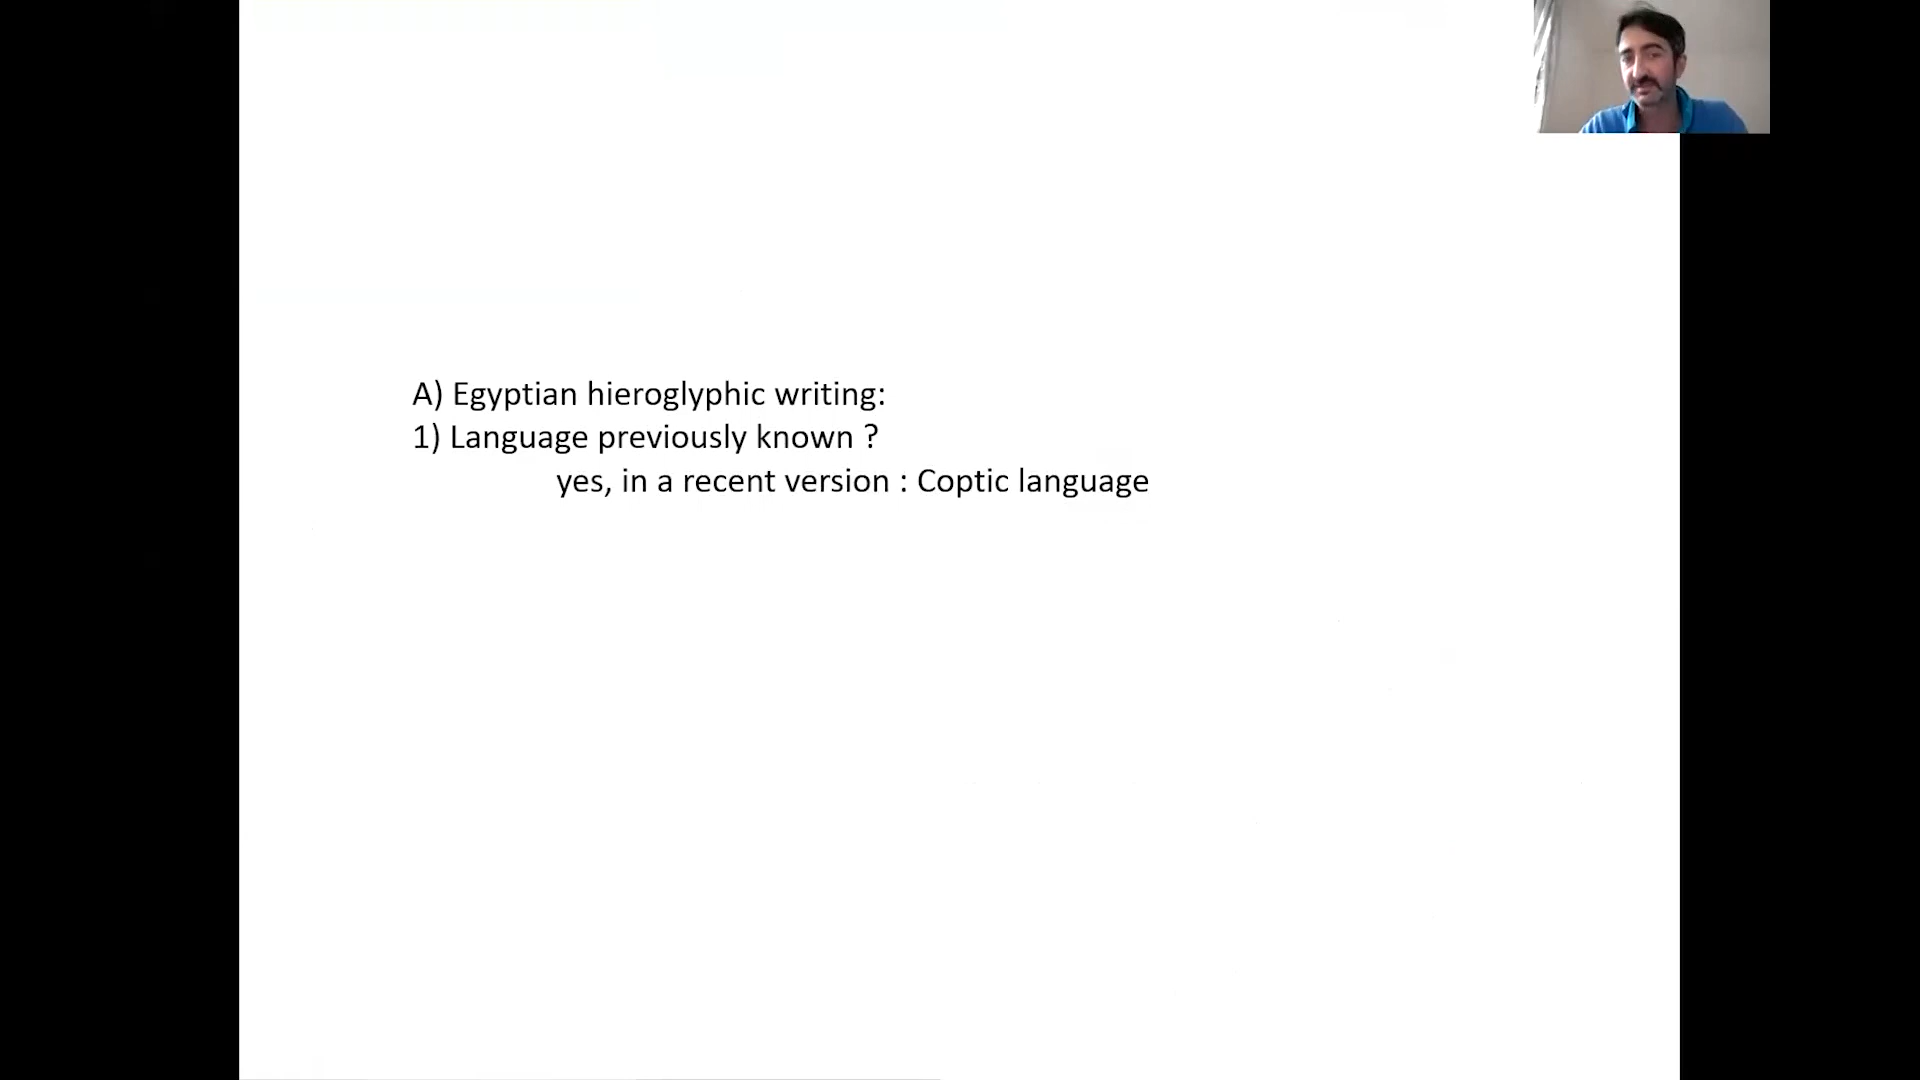 A) Egyptian hieroglyphic writing:
1) Language previously known ?
yes, in a recent version : Coptic language